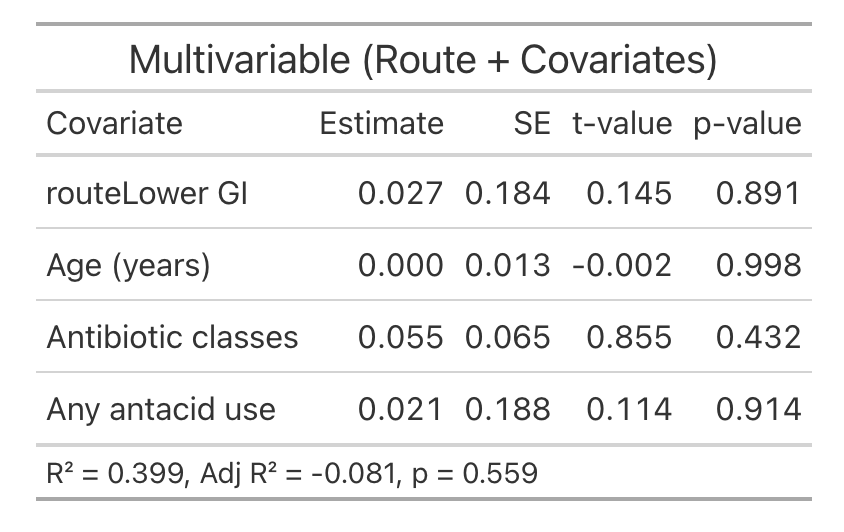 Multivariable (Route + Covariates)
Covariate Estimate SE t-value p-value
routeLower GI 0.027 0.184 0.145 0.891
Age (years) 0.000 0.013 -0.002 0.998
Antibiotic classes 0.055 0.065 0.855 0.432
Any antacid use 0.021 0.188 0.114 0.914
R² = 0.399, Adj R² = -0.081, p = 0.559